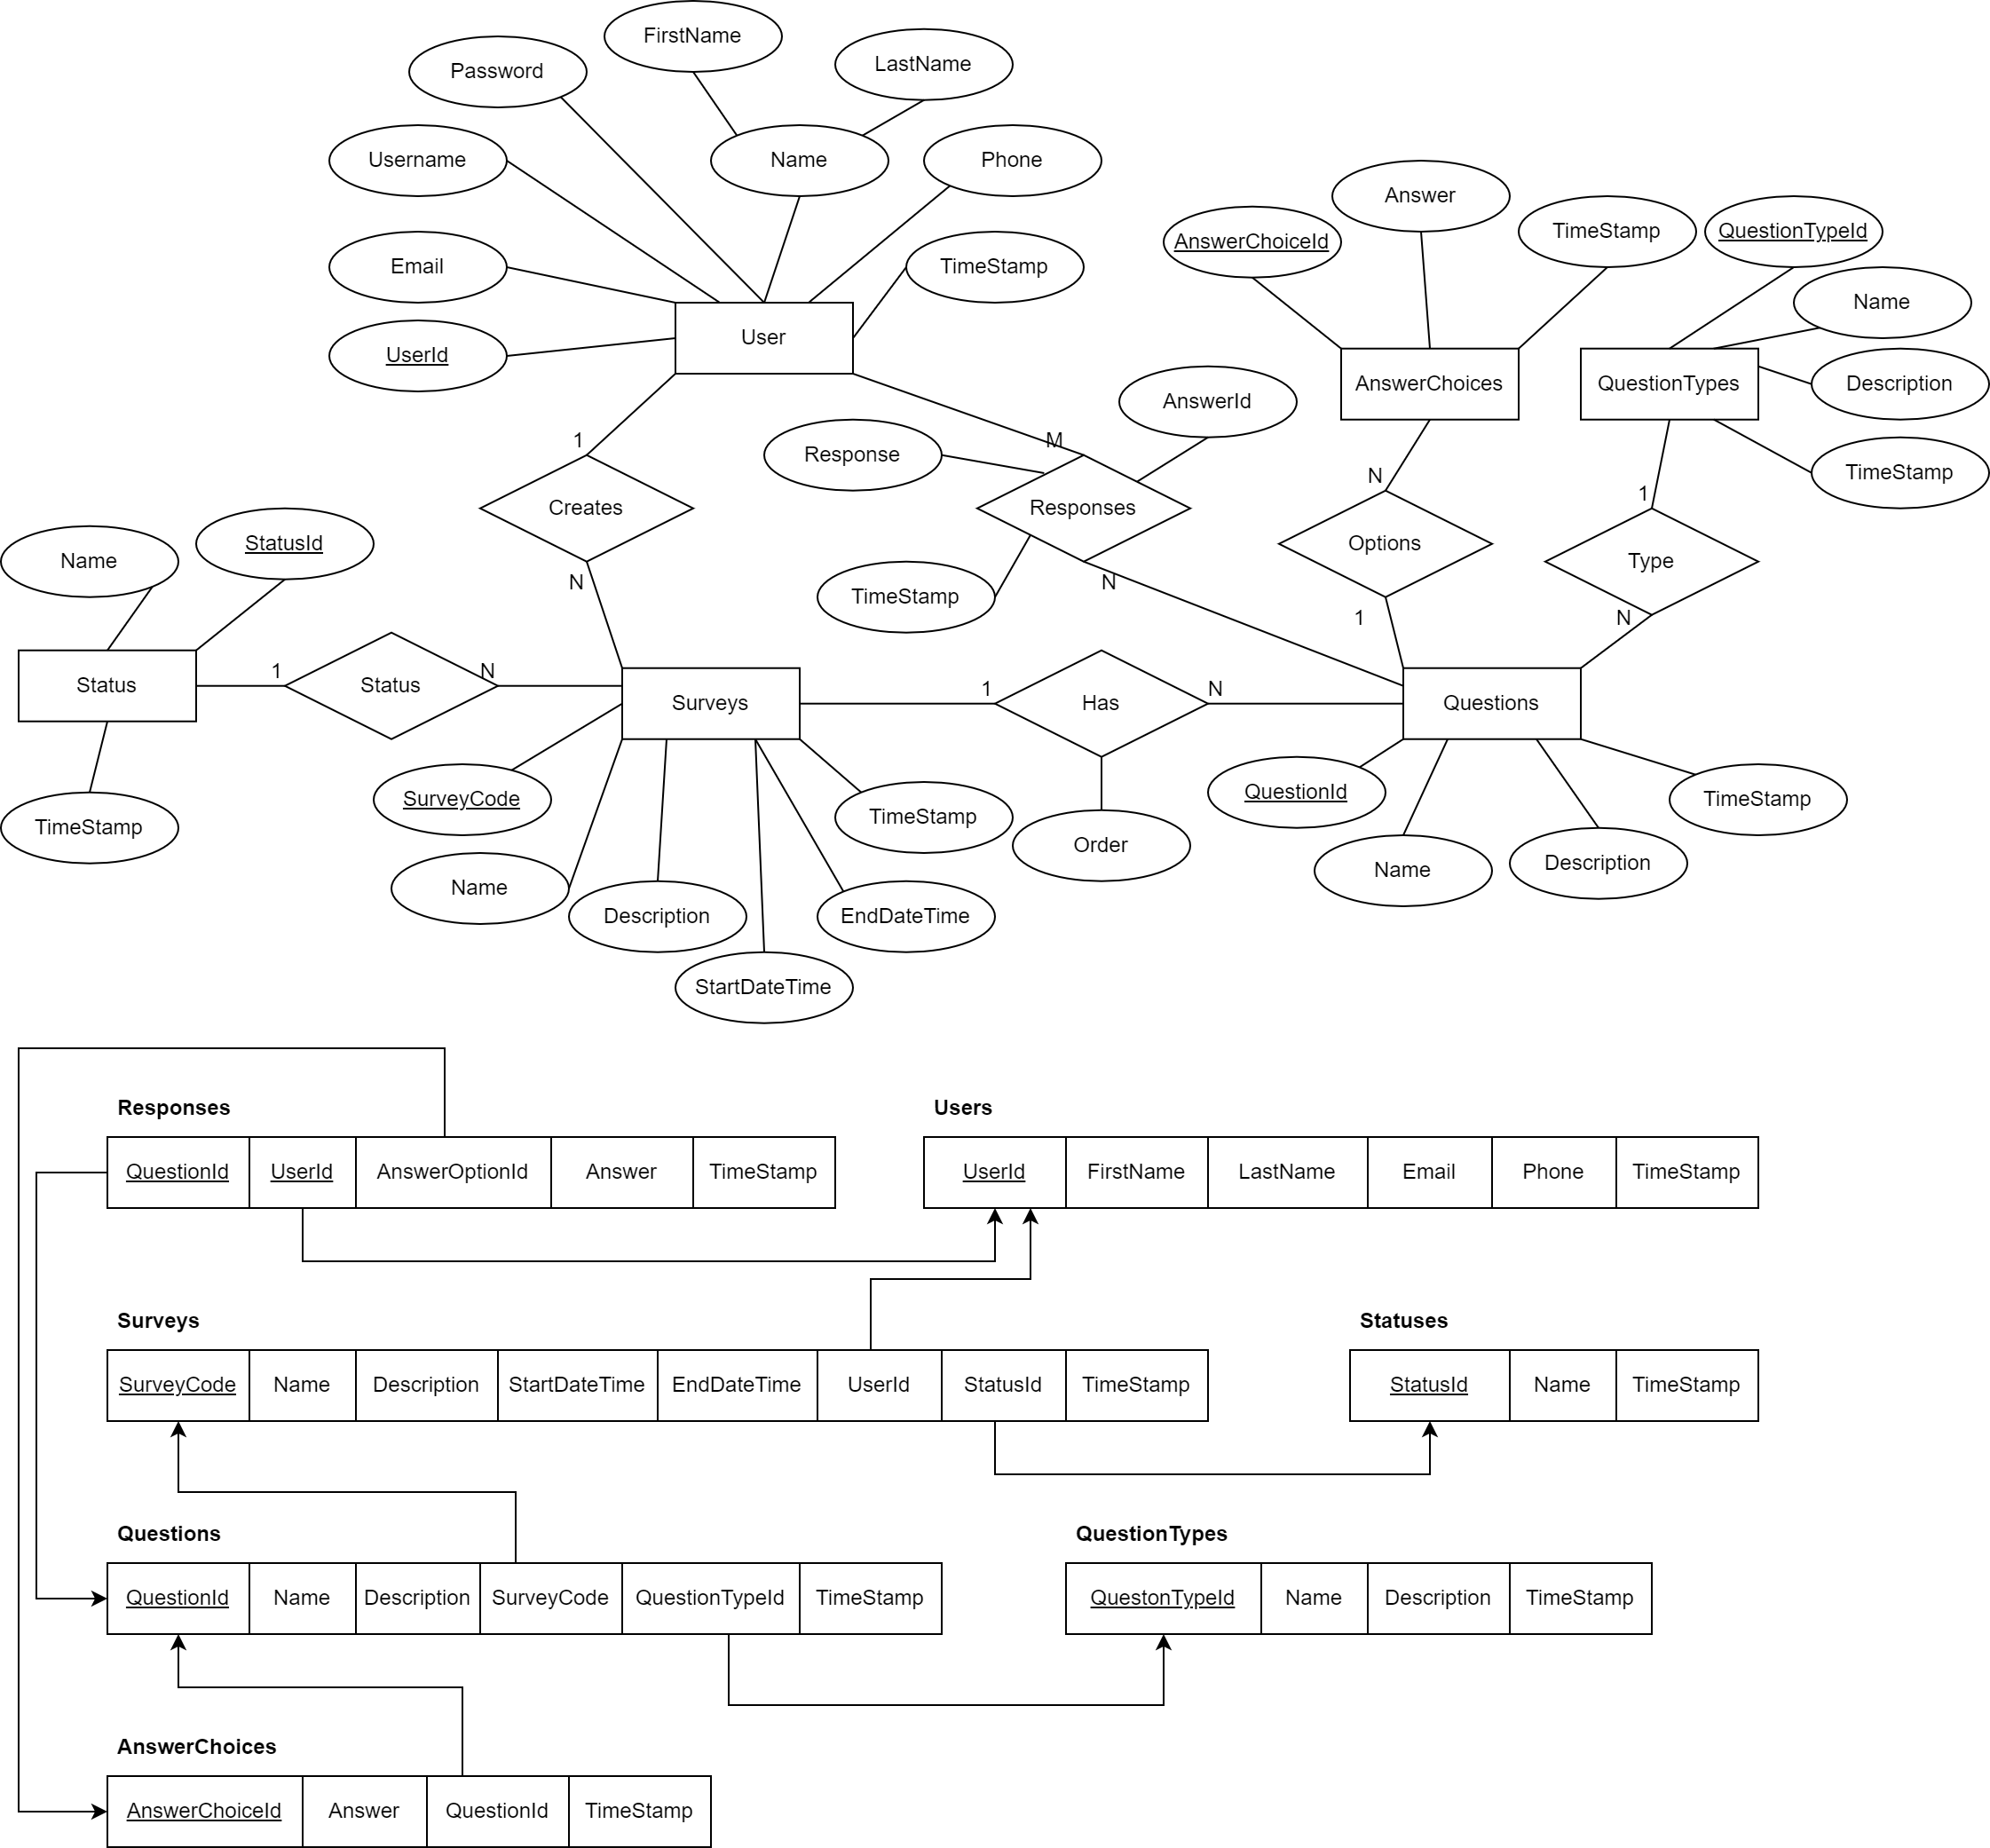 FirstName
LastName
Password
Username
Name
Phone
Answer
AnswerChoiceId
TimeStamp
QuestionTypeId
Email
TimeStamp
Name
User
UserId
AnswerChoices
QuestionTypes
Description
AnswerId
1
M
Response
TimeStamp
N
1
Creates
Responses
Options
Name
StatusId
Type
N
TimeStamp
N
1
N
Status
1
Status
N
Surveys
1
Has
N
Questions
SurveyCode
TimeStamp
QuestionId
TimeStamp
TimeStamp
Order
Name
Description
Name
Description
EndDateTime
StartDateTime
Responses
Users
QuestionId UserId AnswerOptionId Answer TimeStamp
UserId FirstName LastName Email Phone TimeStamp
Surveys
Statuses
SurveyCode Name Description StartDateTime EndDateTime UserId StatusId TimeStamp
StatusId Name TimeStamp
Questions
QuestionTypes
QuestionId Name Description SurveyCode QuestionTypeId TimeStamp
QuestonTypeId Name Description TimeStamp
AnswerChoices
AnswerChoiceId Answer QuestionId TimeStamp